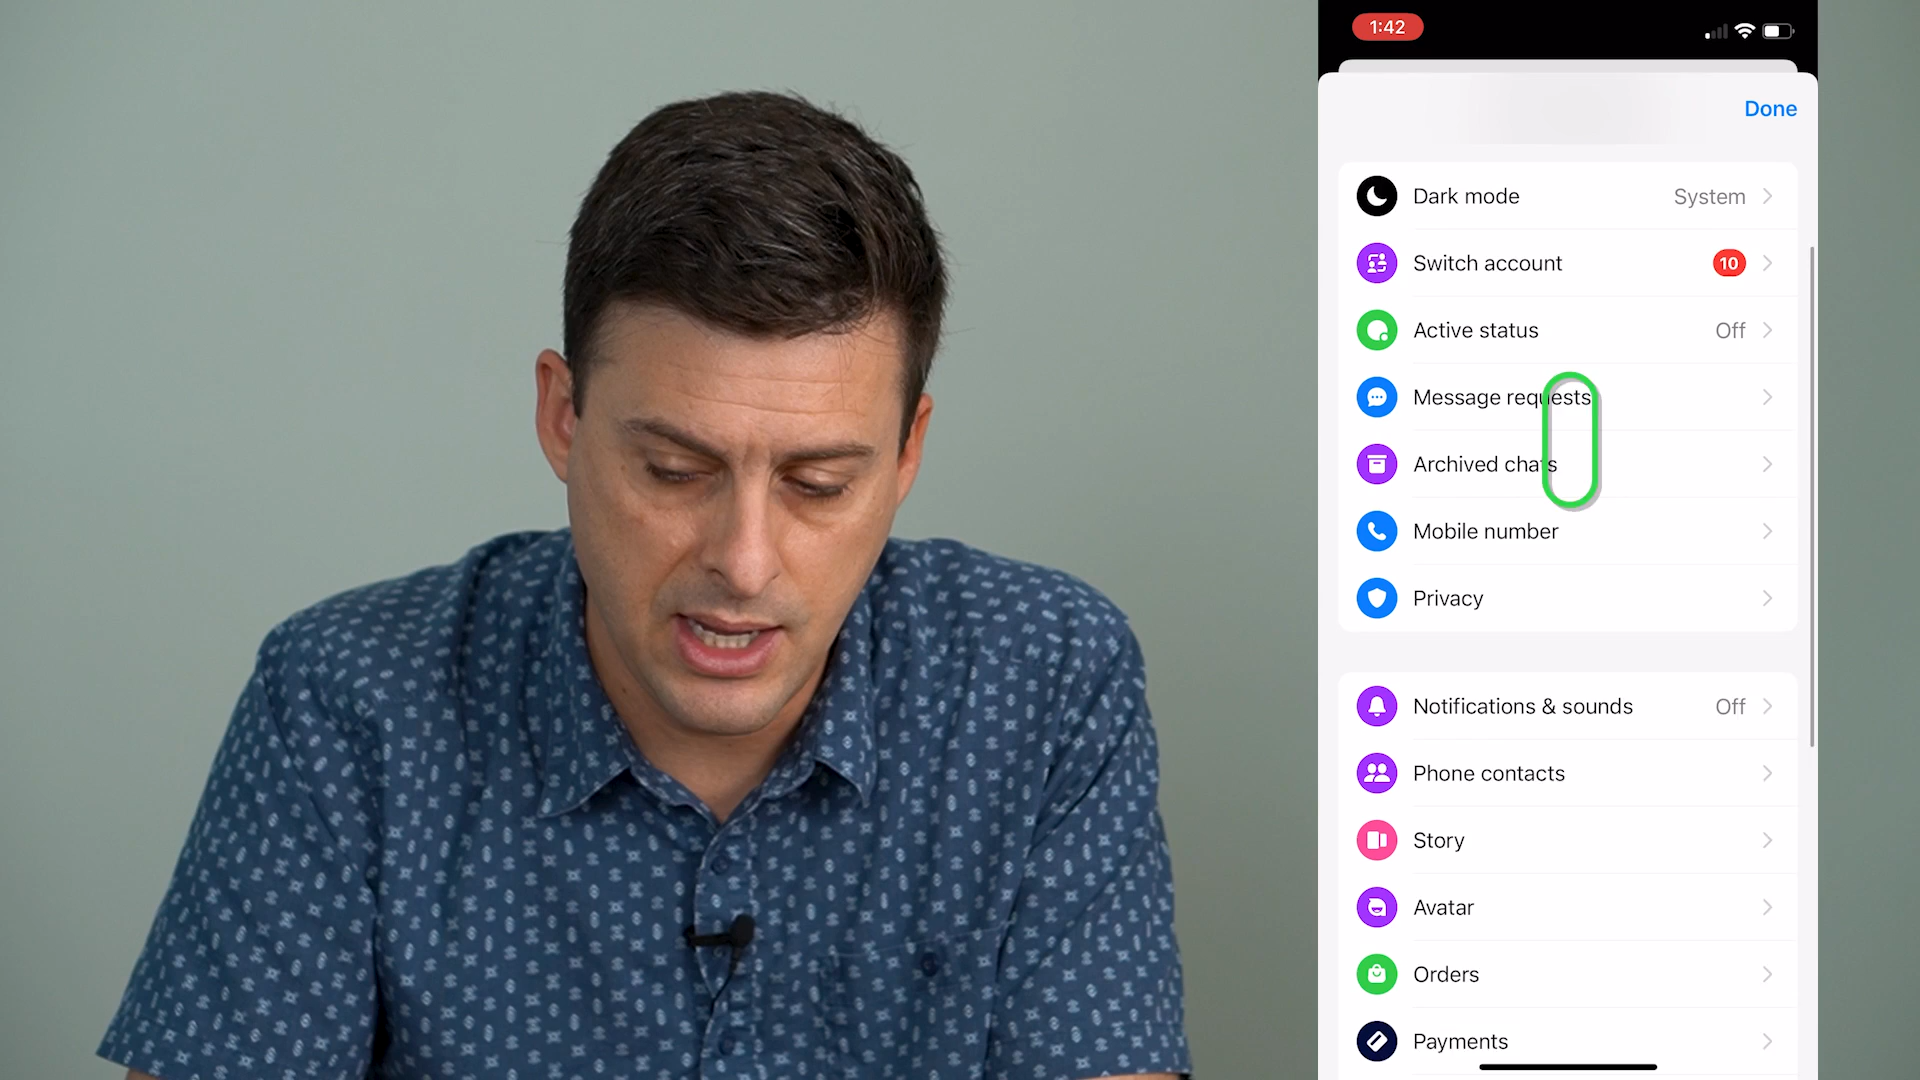 1:42
Done
Dark mode System
Switch account 10
Active status Off
Message requests
Archived chats
Mobile number
Privacy
Notifications & sounds Off
Phone contacts
Story
Avatar
Orders
Payments